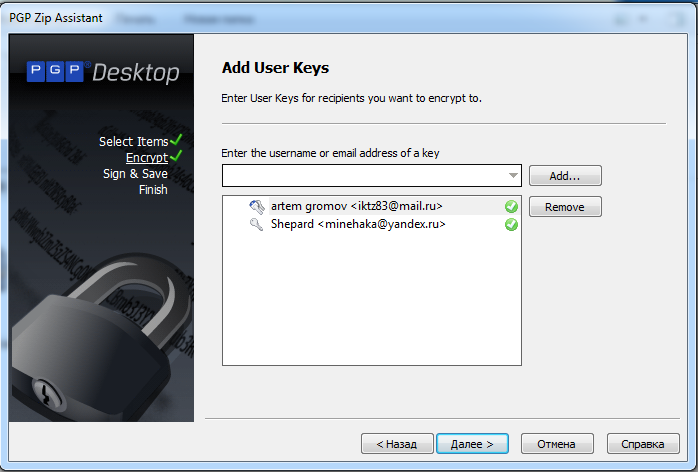 PGP Zip Assistant
Печать
PGP® Desktop
Select Items
Encrypt
Sign & Save
Finish
Add User Keys
Enter User Keys for recipients you want to encrypt to.
Enter the username or email address of a key
Add...
artem gromov <iktz83@mail.ru>
Remove
Shepard <minehaka@yandex.ru>
< Назад
Далее >
Отмена
Справка